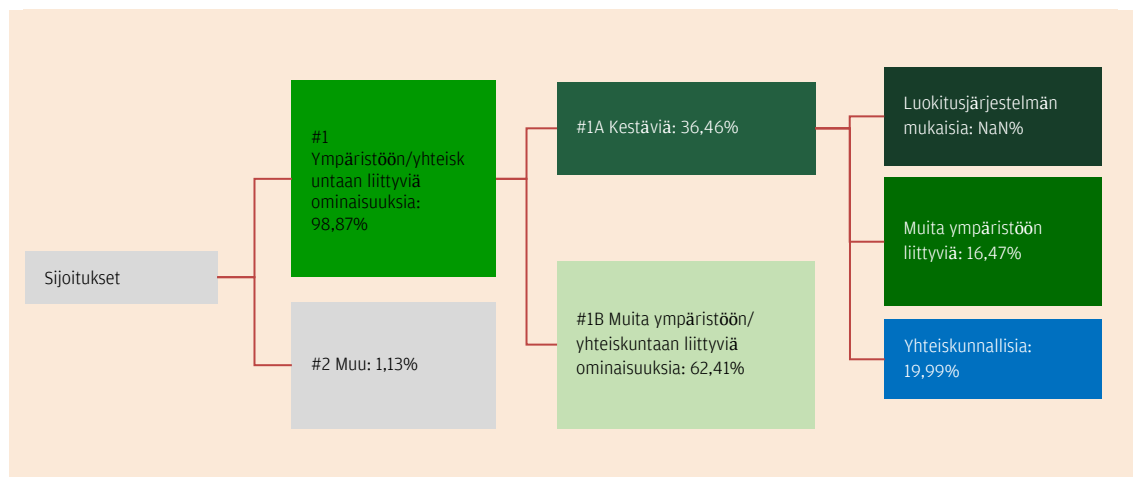 Sijoitukset
#1
Ympäristöön/yhteisk
untaan liittyviä
ominaisuuksia:
98,87%
#2 Muu: 1,13%
#1A Kestäviä: 36,46%
#1B Muita ympäristöön/
yhteiskuntaan liittyviä
ominaisuuksia: 62,41%
Luokitusjärjestelmän
mukaisia: NaN%
Muita ympäristöön
liittyviä: 16,47%
Yhteiskunnallisia:
19,99%